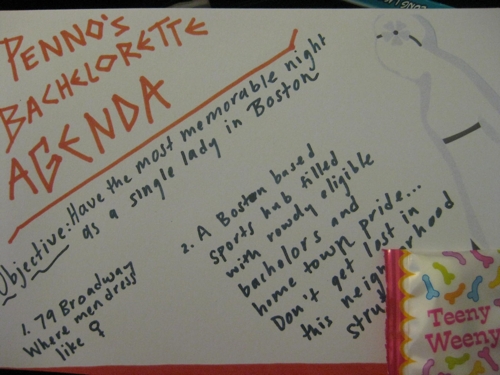 PENNO'S
BACHELORETTE
AGENDA
Objective: Have the most memorable night
as a single lady in Boston
1. 79 Broadway
Where men dress
like ♀
2. A Boston based
sports hub filled
with rowdy eligible
bachelors and
home town pride...
Don't get lost in
this neighborhood
Teeny
Weeny